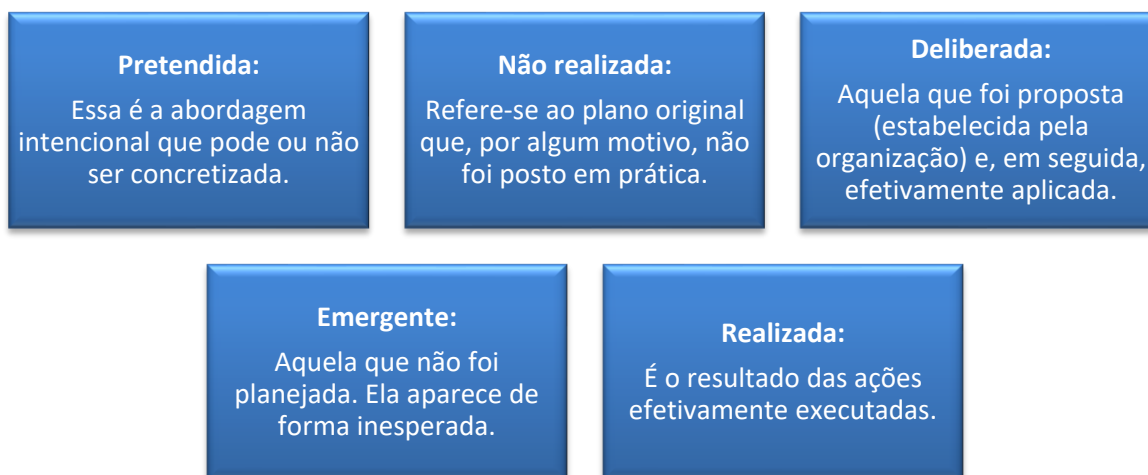 Pretendida:
Essa é a abordagem
intencional que pode ou não
ser concretizada.
Não realizada:
Refere-se ao plano original
que, por algum motivo, não
foi posto em prática.
Deliberada:
Aquela que foi proposta
(estabelecida pela
organização) e, em seguida,
efetivamente aplicada.
Emergente:
Aquela que não foi
planejada. Ela aparece de
forma inesperada.
Realizada:
É o resultado das ações
efetivamente executadas.